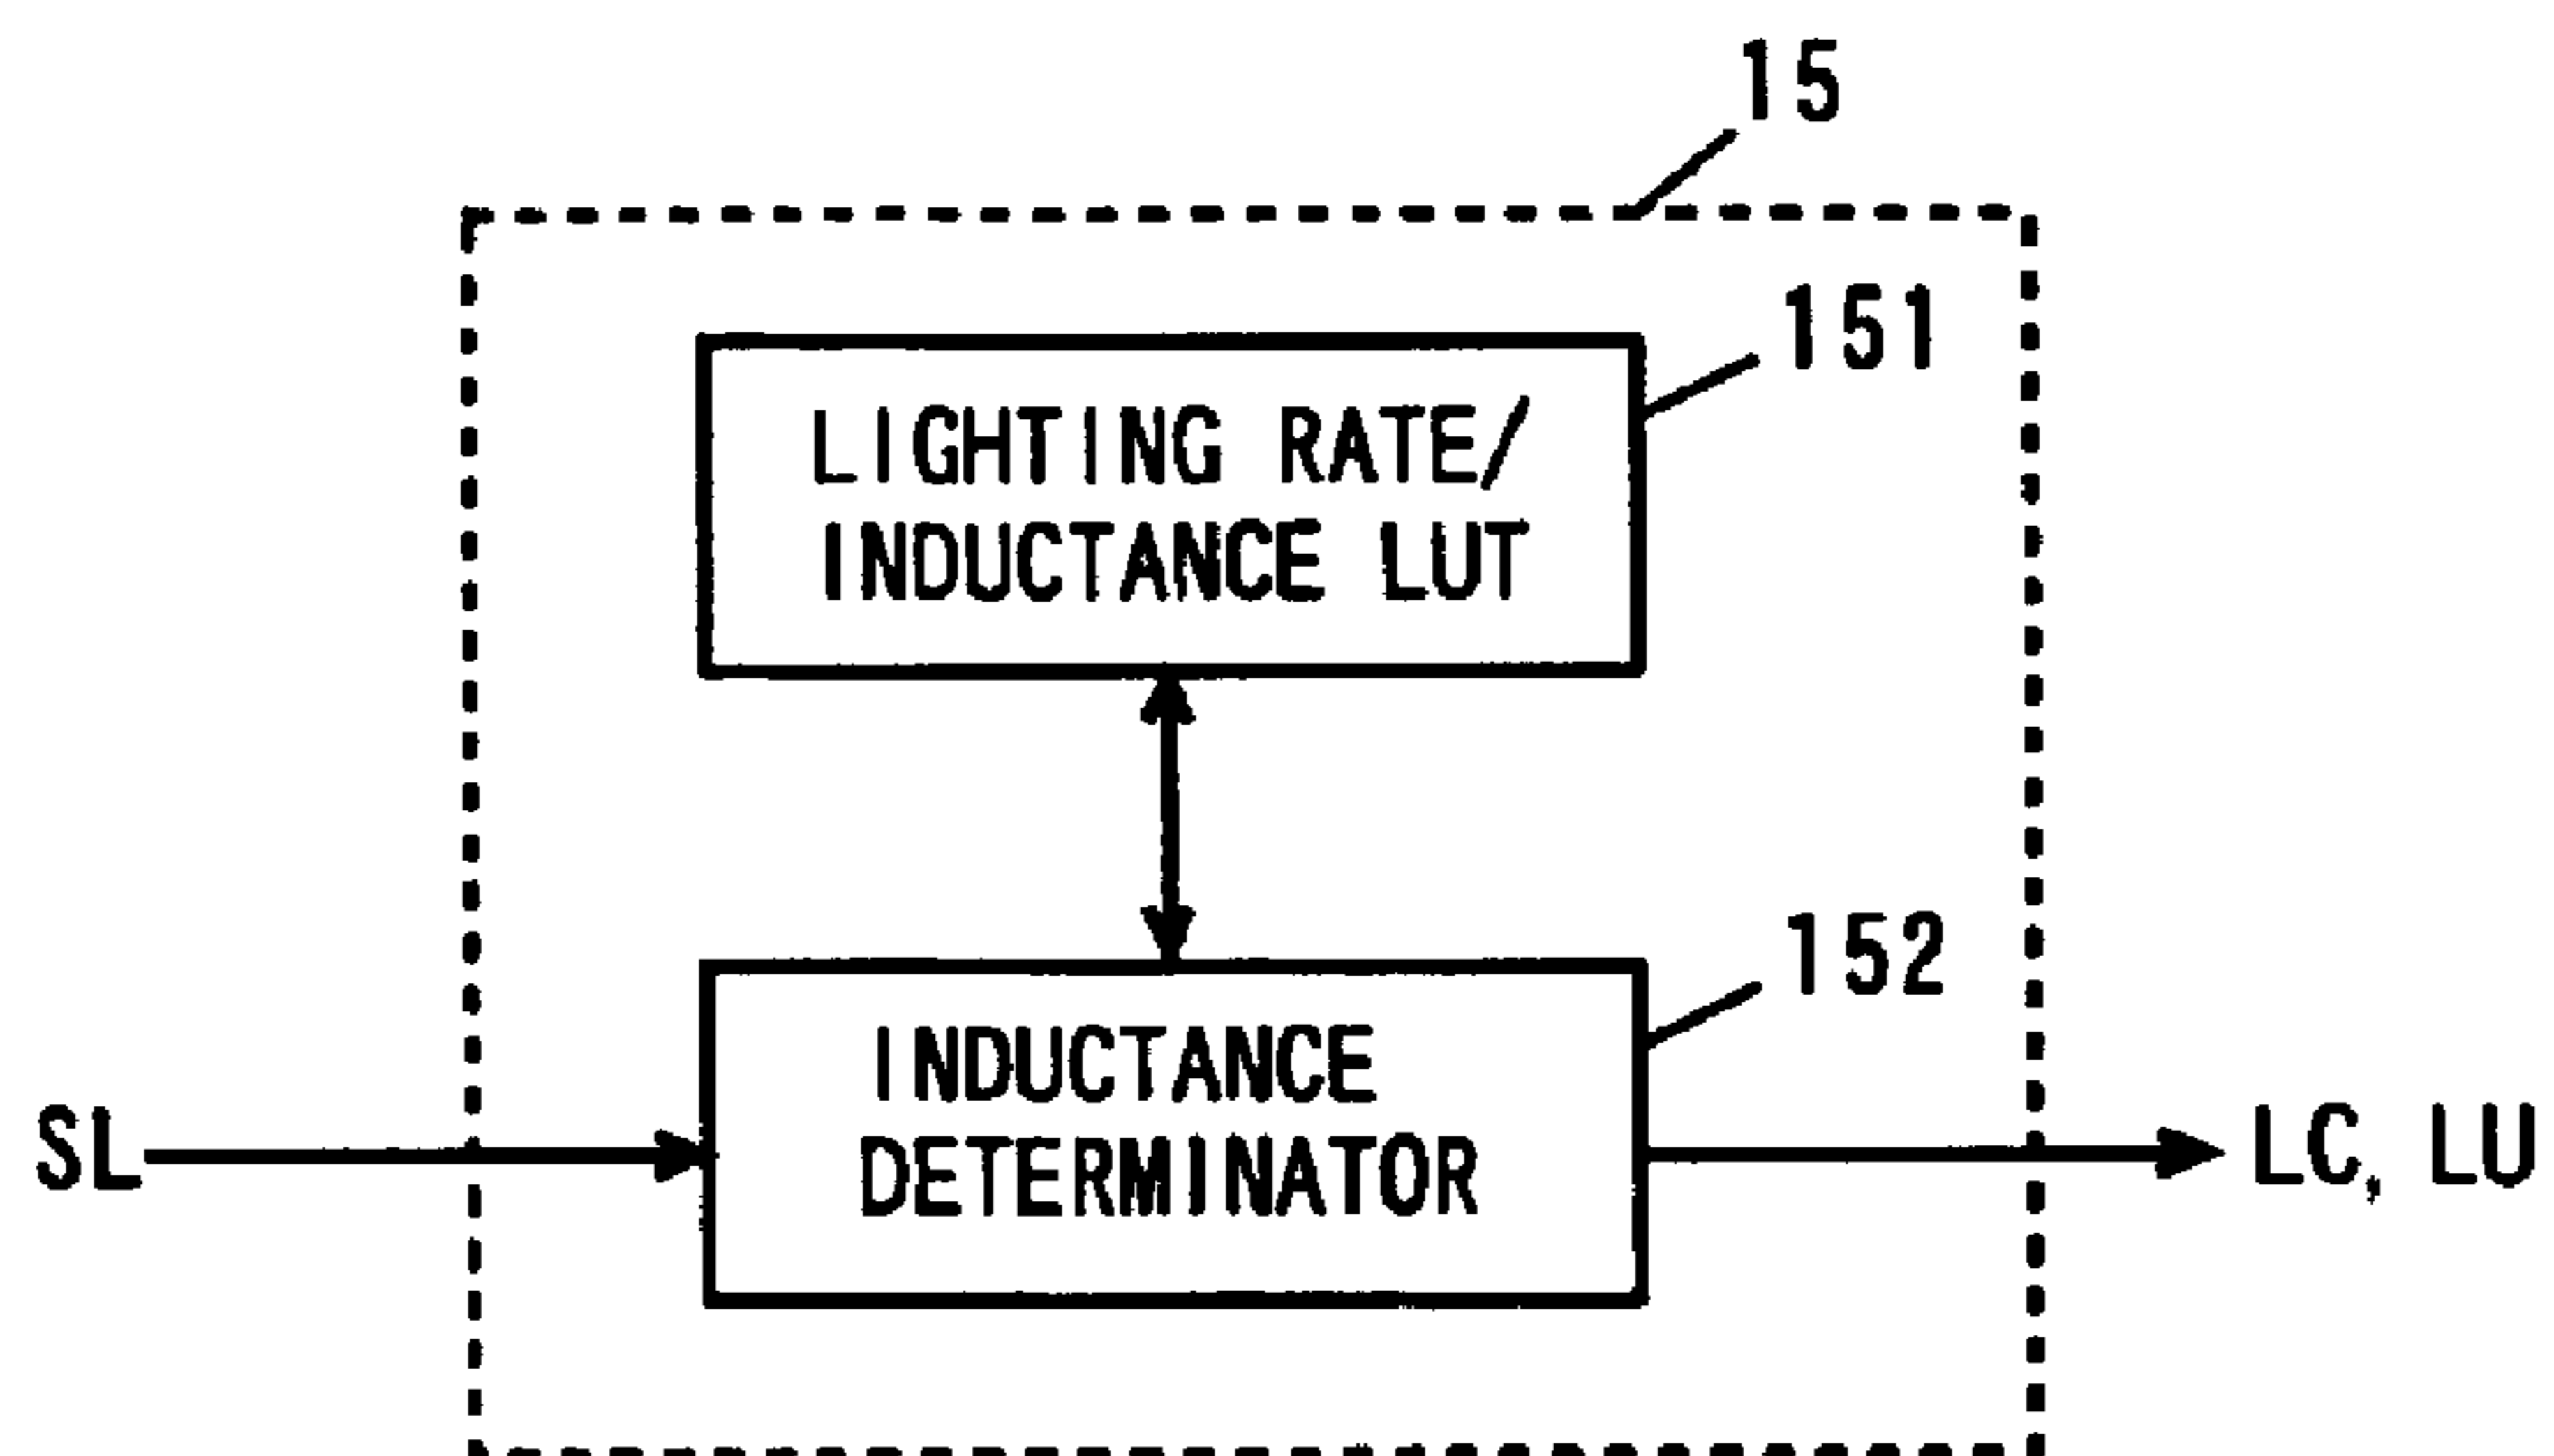 15
151
LIGHTING RATE/
INDUCTANCE LUT
152
INDUCTANCE
DETERMINATOR
SL
LC, LU